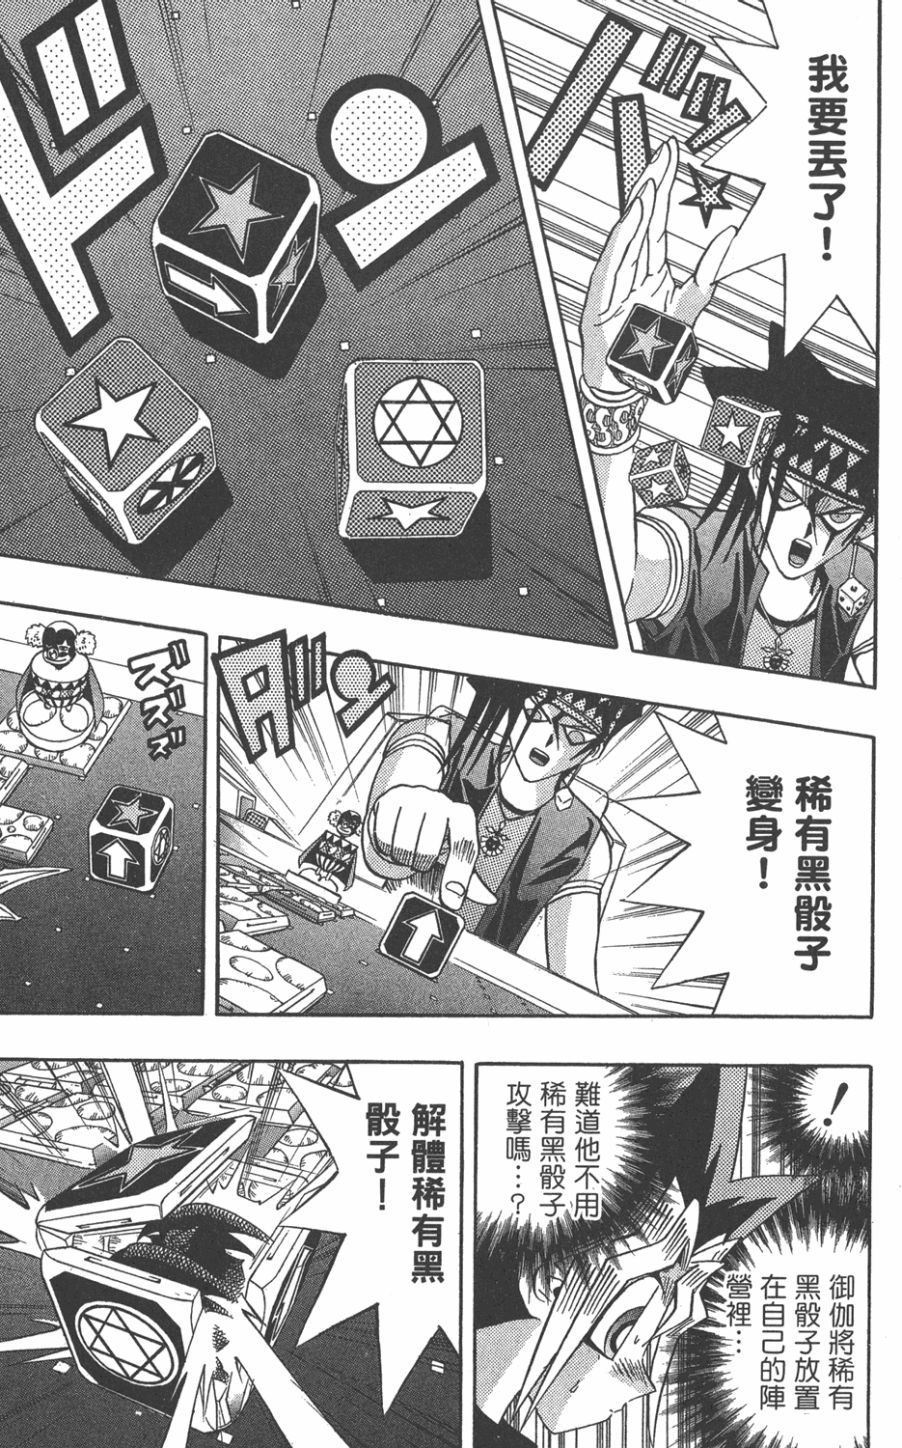 我要丟了！
バッ
ドドン
稀有黑骰子
變身！
ズズズ
！
御伽將稀有
黑骰子放置
在自己的陣
營裡…
難道他不用
稀有黑骰子
攻擊嗎…？
解體稀有黑
骰子！